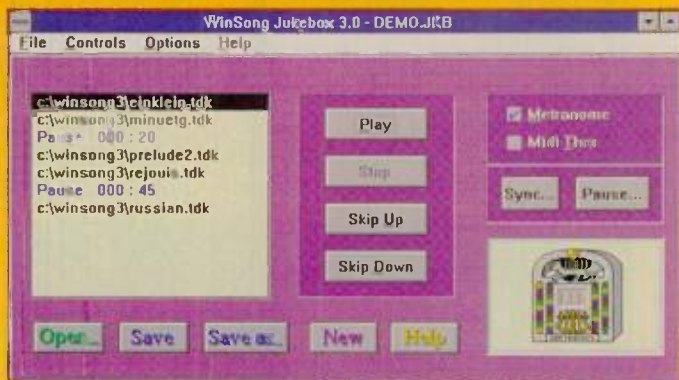 WinSong Jukebox 3.0 - DEMO.JKB
File Controls Options Help
c:\winsong3\einklein.tdk
c:\winsong3\minuetg.tdk
Pause 000 : 20
c:\winsong3\prelude2.tdk
c:\winsong3\rejouis.tdk
Pause 000 : 45
c:\winsong3\russian.tdk
Play
Stop
Skip Up
Skip Down
Metronome
Midi Thru
Sync...
Pause...
Open...
Save
Save as...
New
Help